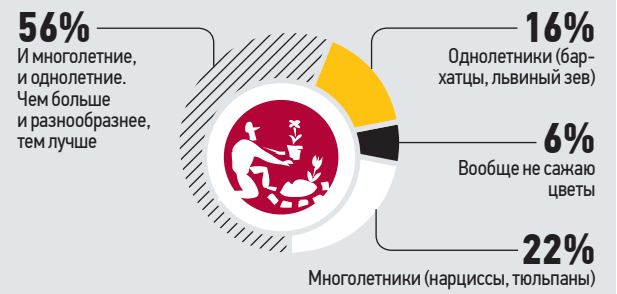 56%
И многолетние,
и однолетние.
Чем больше
и разнообразнее,
тем лучше
16%
Однолетники (бар-
хатцы, львиный зев)
6%
Вообще не сажаю
цветы
22%
Многолетники (нарциссы, тюльпаны)